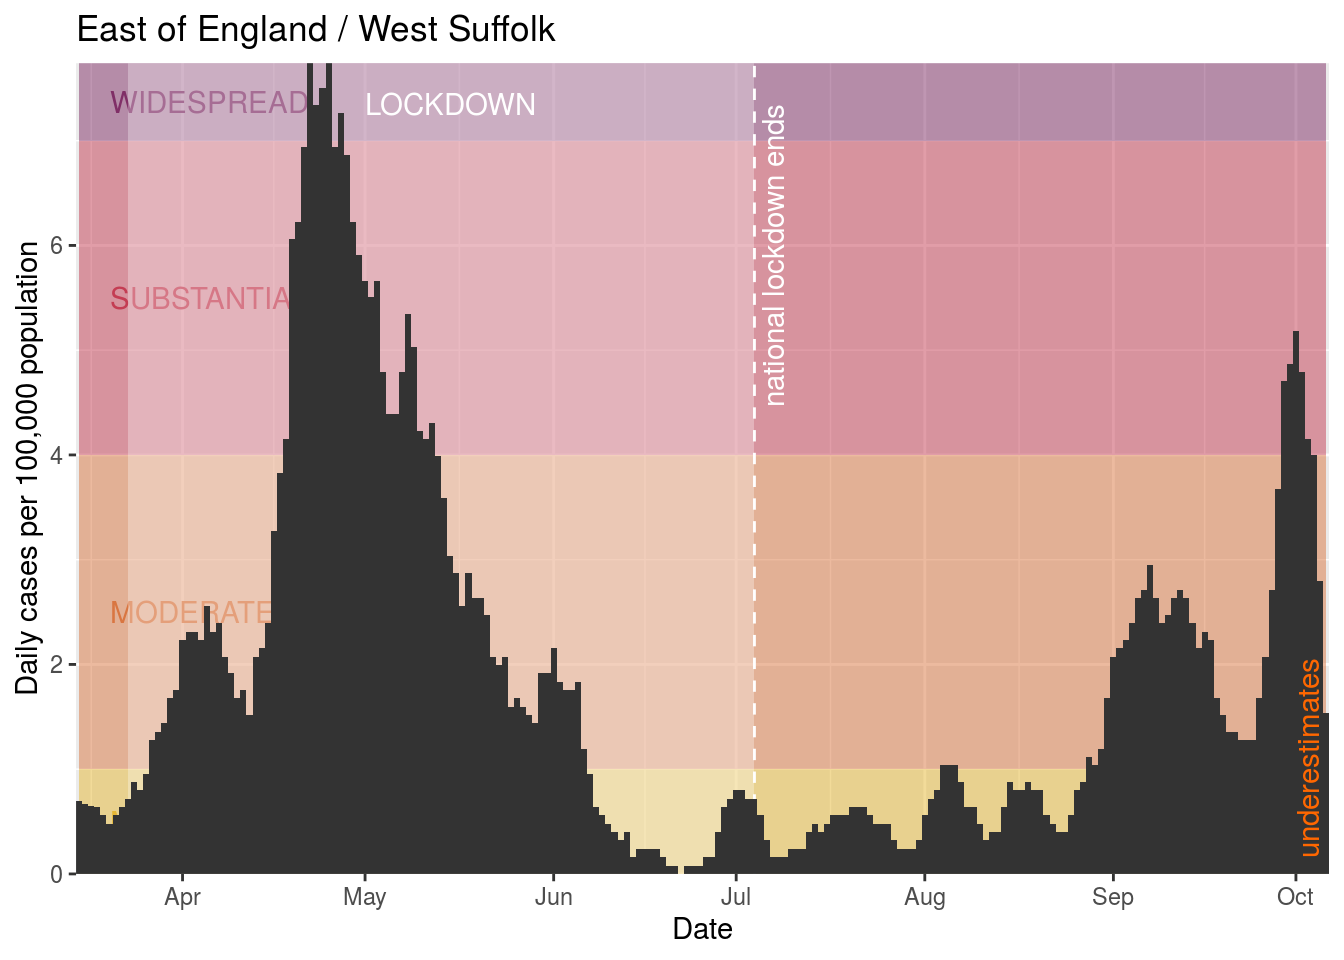 East of England / West Suffolk
WIDESPREAD
LOCKDOWN
national lockdown ends
SUBSTANTIA
MODERATE
underestimates
Daily cases per 100,000 population
6
4
2
0
Apr
May
Jun
Jul
Aug
Sep
Oct
Date